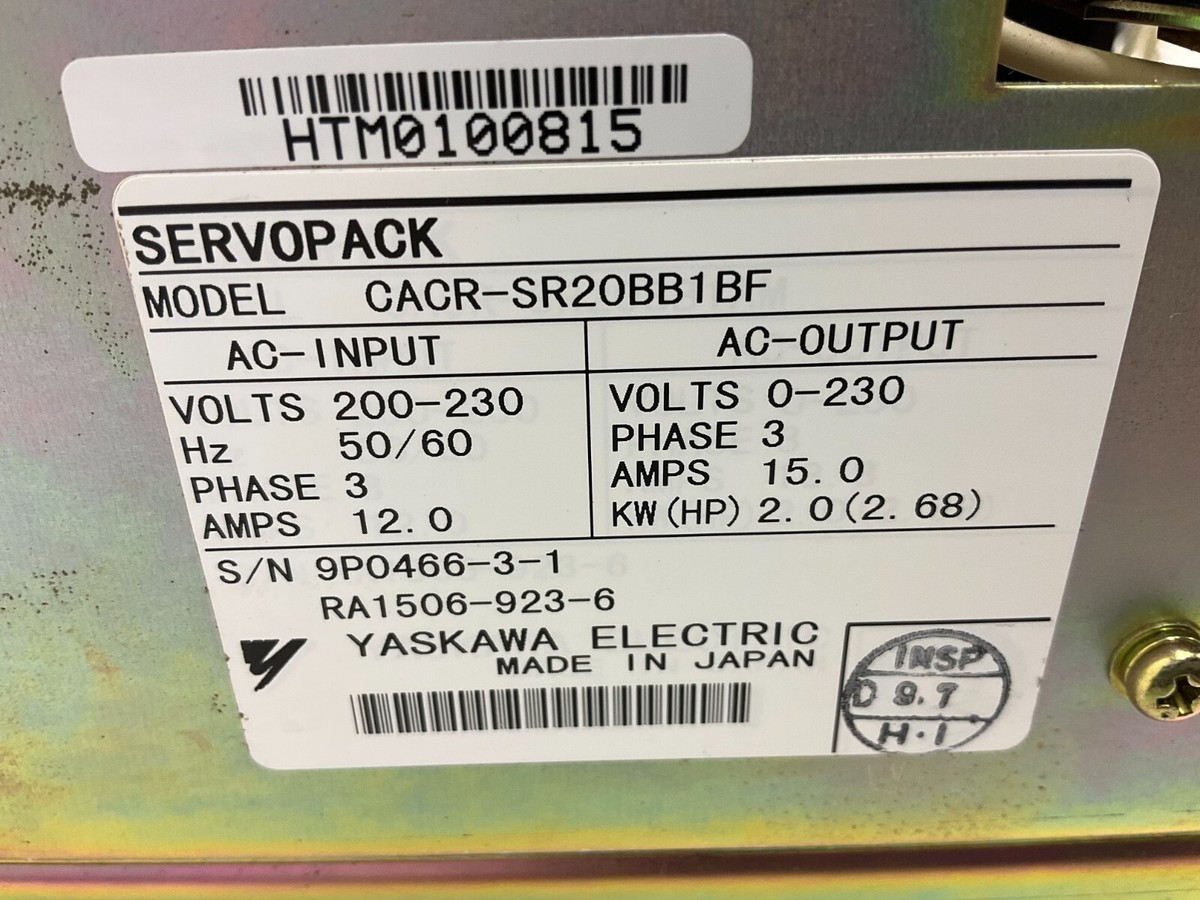 HTM0100815
SERVOPACK
MODEL CACR-SR20BB1BF
AC-INPUT
VOLTS 200-230
Hz 50/60
PHASE 3
AMPS 12.0
AC-OUTPUT
VOLTS 0-230
PHASE 3
AMPS 15.0
KW(HP) 2.0(2.68)
S/N 9P0466-3-1
RA1506-923-6
YASKAWA ELECTRIC
MADE IN JAPAN
INSP
D 9.7
H.I